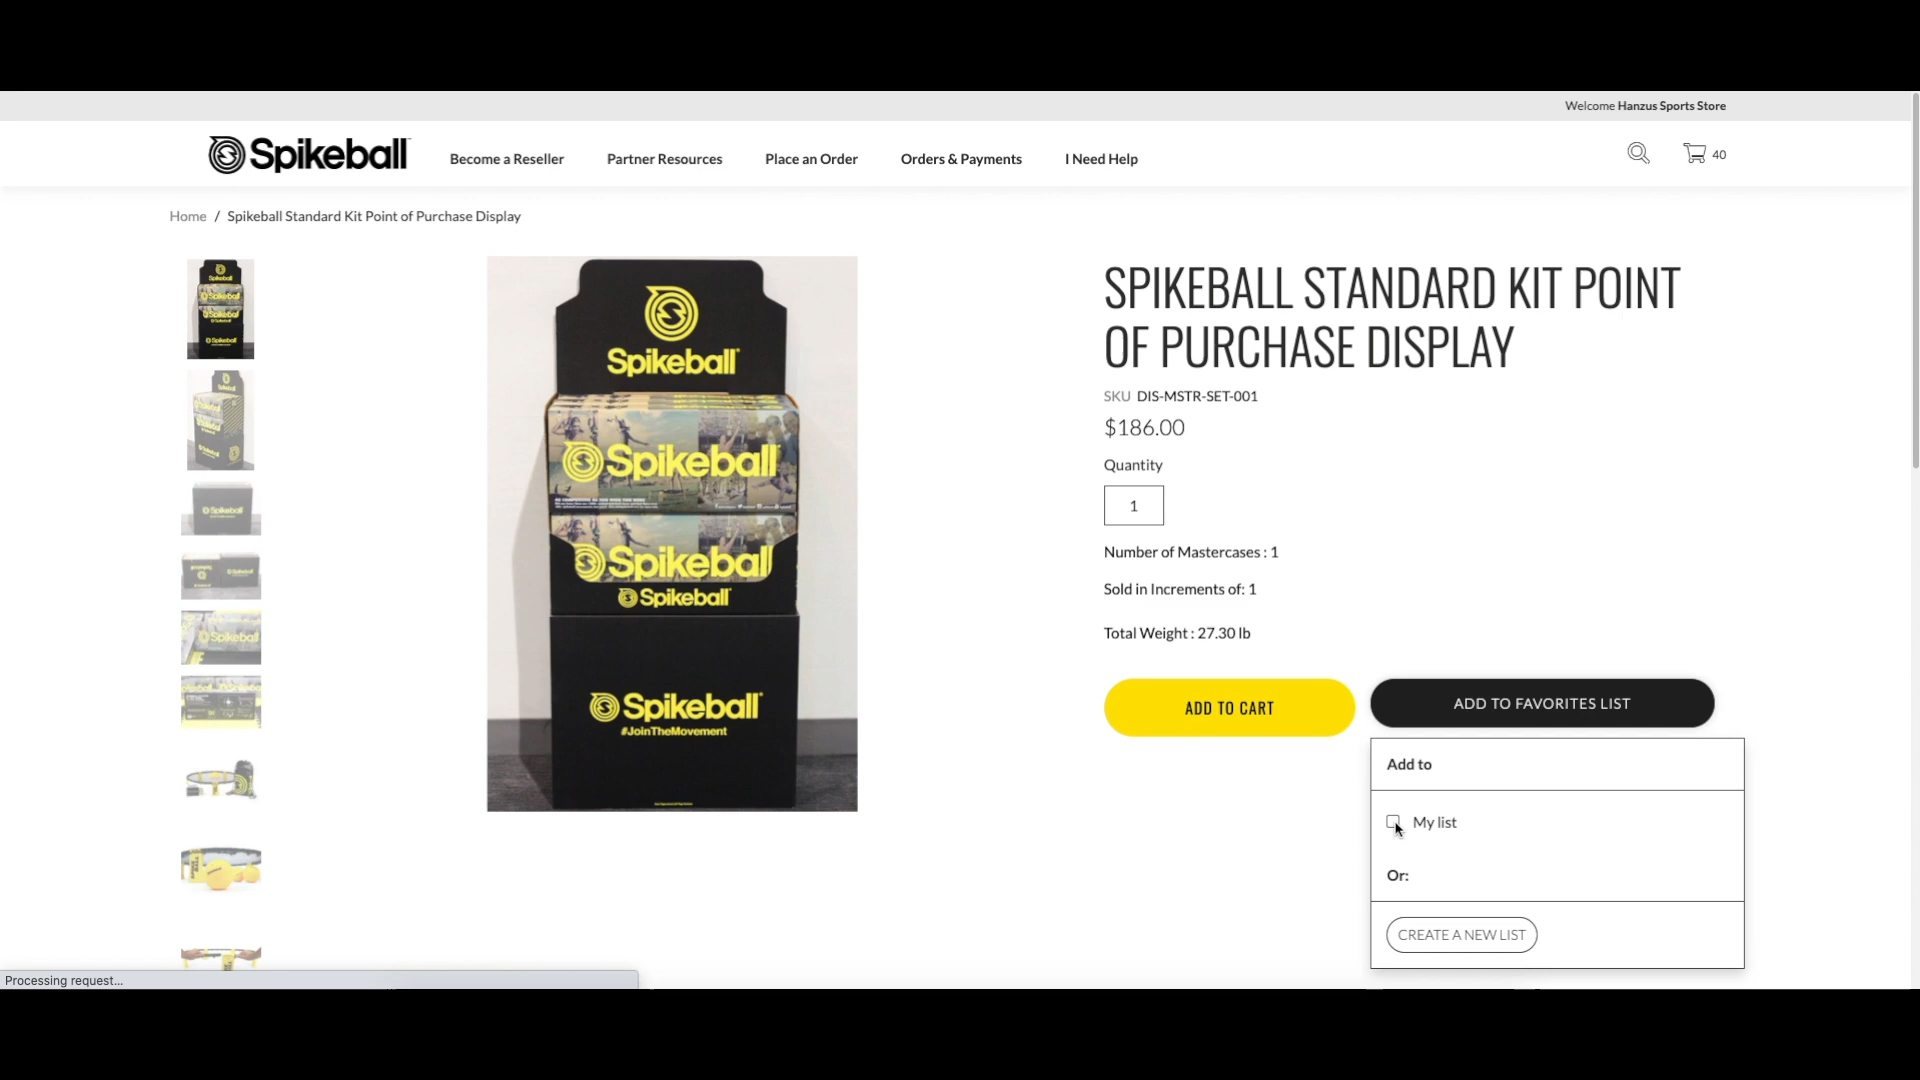 Welcome Hanzus Sports Store
Spikeball
Become a Reseller
Partner Resources
Place an Order
Orders & Payments
I Need Help
40
Home / Spikeball Standard Kit Point of Purchase Display
Spikeball
Spikeball
Spikeball
Spikeball
Spikeball
#JoinTheMovement
SPIKEBALL STANDARD KIT POINT
OF PURCHASE DISPLAY
SKU DIS-MSTR-SET-001
$186.00
Quantity
1
Number of Mastercases : 1
Sold in Increments of: 1
Total Weight : 27.30 lb
ADD TO CART
ADD TO FAVORITES LIST
Add to
My list
Or:
CREATE A NEW LIST
Processing request...